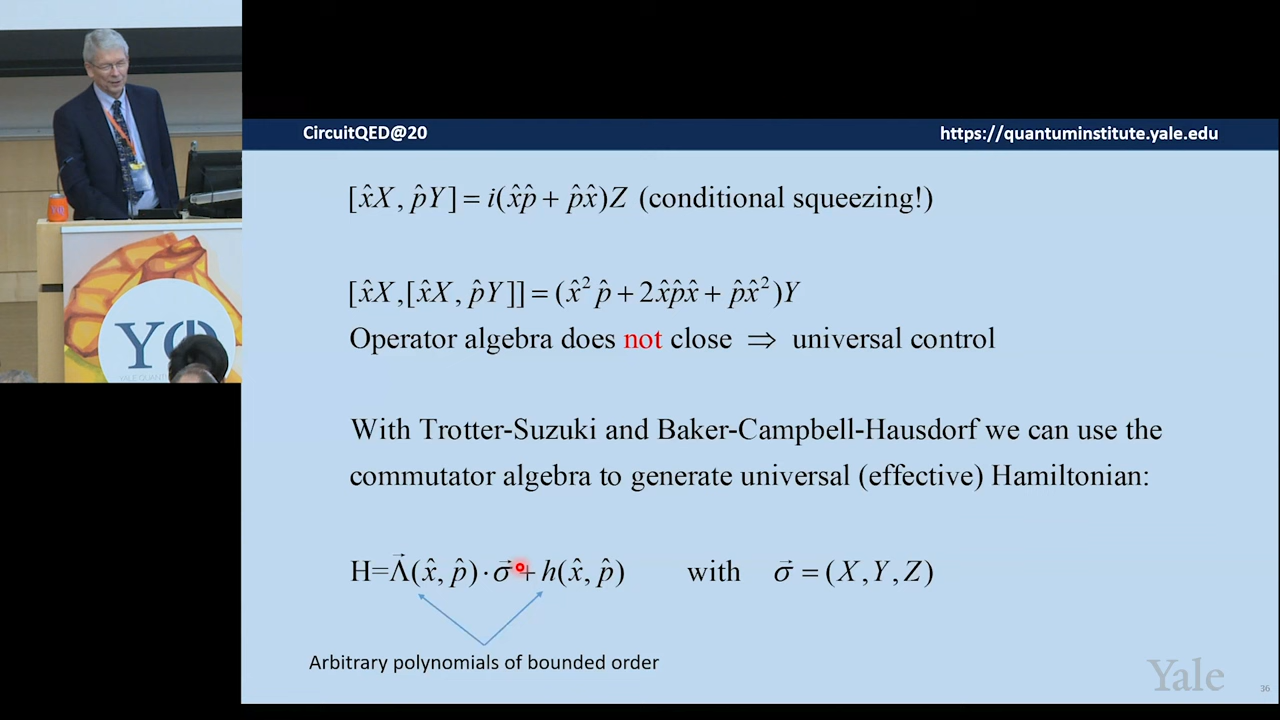 CircuitQED@20
https://quantuminstitute.yale.edu
[x̂X, p̂Y] = i(x̂p̂ + p̂x̂)Z (conditional squeezing!)
[x̂X,[x̂X, p̂Y]] = (x̂²p̂ + 2x̂p̂x̂ + p̂x̂²)Y
Operator algebra does not close ⇒ universal control
With Trotter-Suzuki and Baker-Campbell-Hausdorf we can use the
commutator algebra to generate universal (effective) Hamiltonian:
H=Λ⃗(x̂, p̂)·σ⃗ + h(x̂, p̂) with σ⃗ = (X,Y,Z)
Arbitrary polynomials of bounded order
Yale
36
YQ